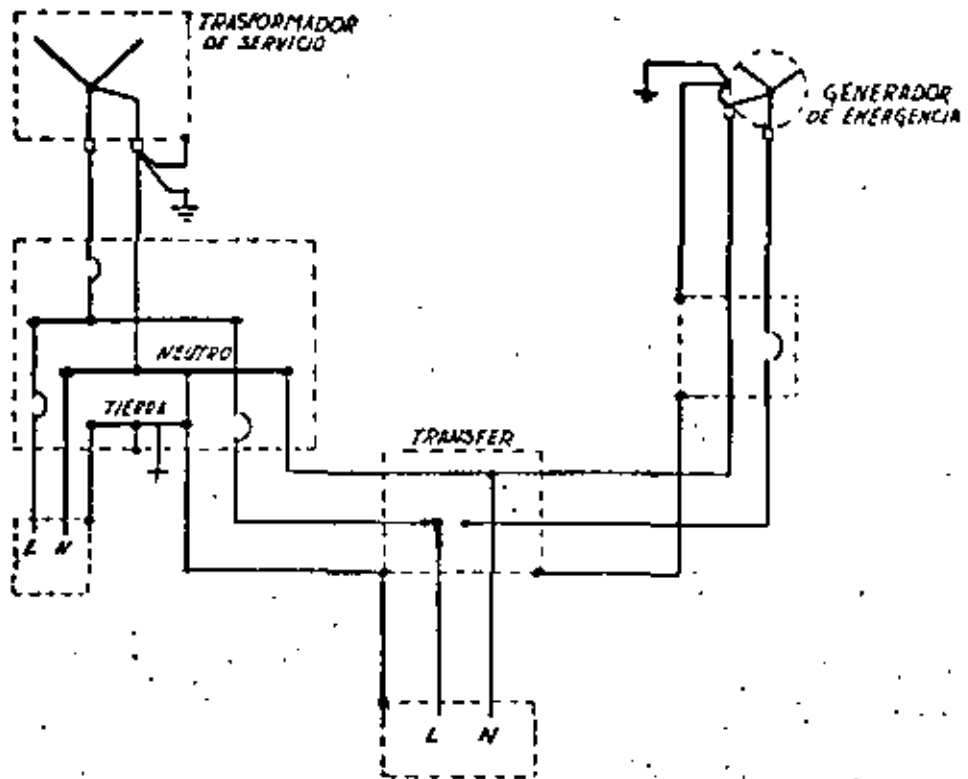 TRASFORMADOR
DE SERVICIO
GENERADOR
DE EMERGENCIA
NEUTRO
TIERRA
TRANSFER
L N
L N